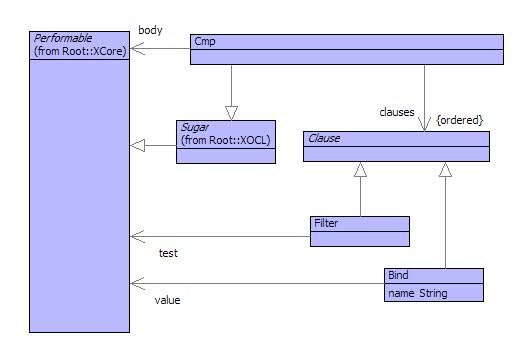 Performable
(from Root::XCore)
body
Cmp
clauses
{ordered}
Sugar
(from Root::XOCL)
Clause
Filter
test
Bind
name String
value